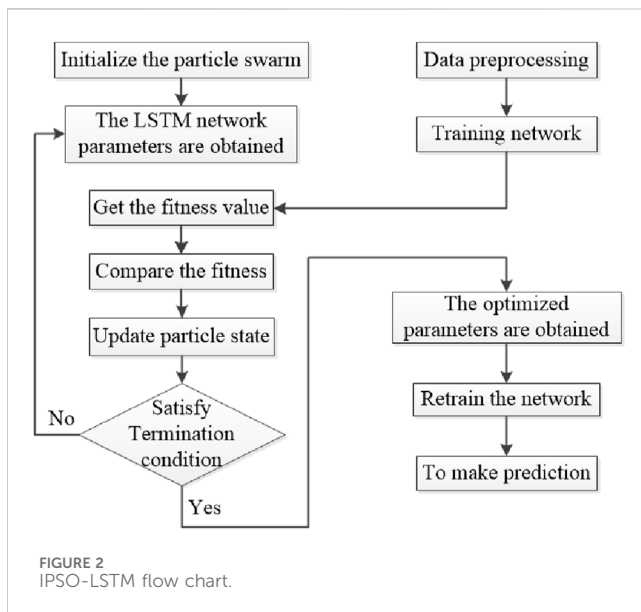 Initialize the particle swarm
The LSTM network
parameters are obtained
Get the fitness value
Compare the fitness
Update particle state
Satisfy
Termination
condition
No
Yes
Data preprocessing
Training network
The optimized
parameters are obtained
Retrain the network
To make prediction
FIGURE 2
IPSO-LSTM flow chart.